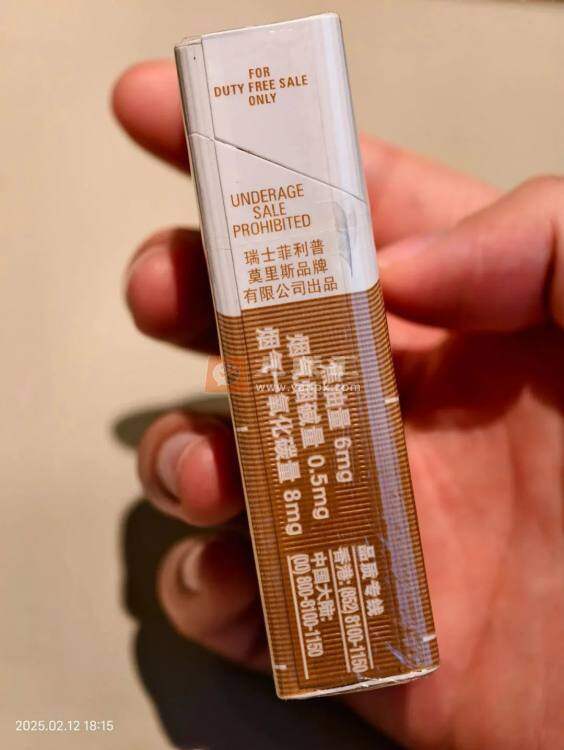 FOR
DUTY FREE SALE
ONLY
UNDERAGE
SALE
PROHIBITED
瑞士菲利普
莫里斯品牌
有限公司出品
焦油量 6mg
烟气烟碱量 0.5mg
烟气一氧化碳量 8mg
品质专线
香港: (852) 8100-1150
中国大陆:
(00) 800-8100-1150
2025.02.12 18:15